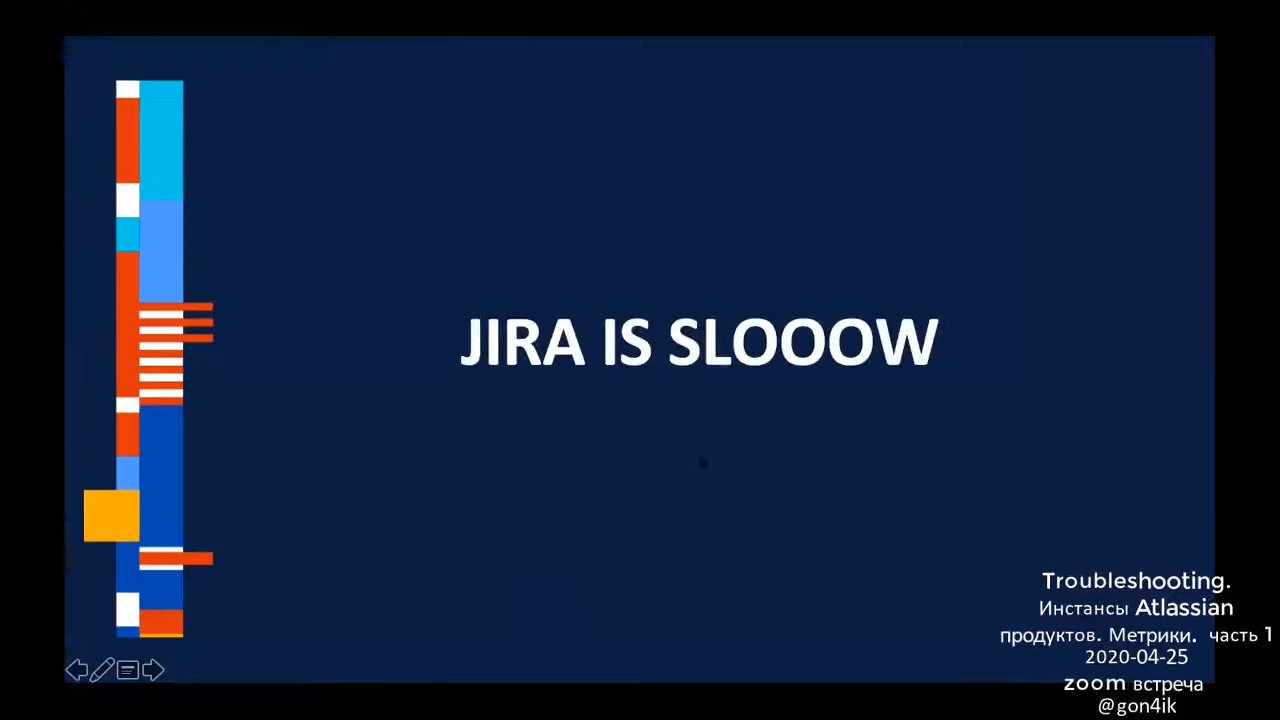 JIRA IS SLOOOW
Troubleshooting.
Инстансы Atlassian
продуктов. Метрики. часть 1
2020-04-25
zoom встреча
@gon4ik